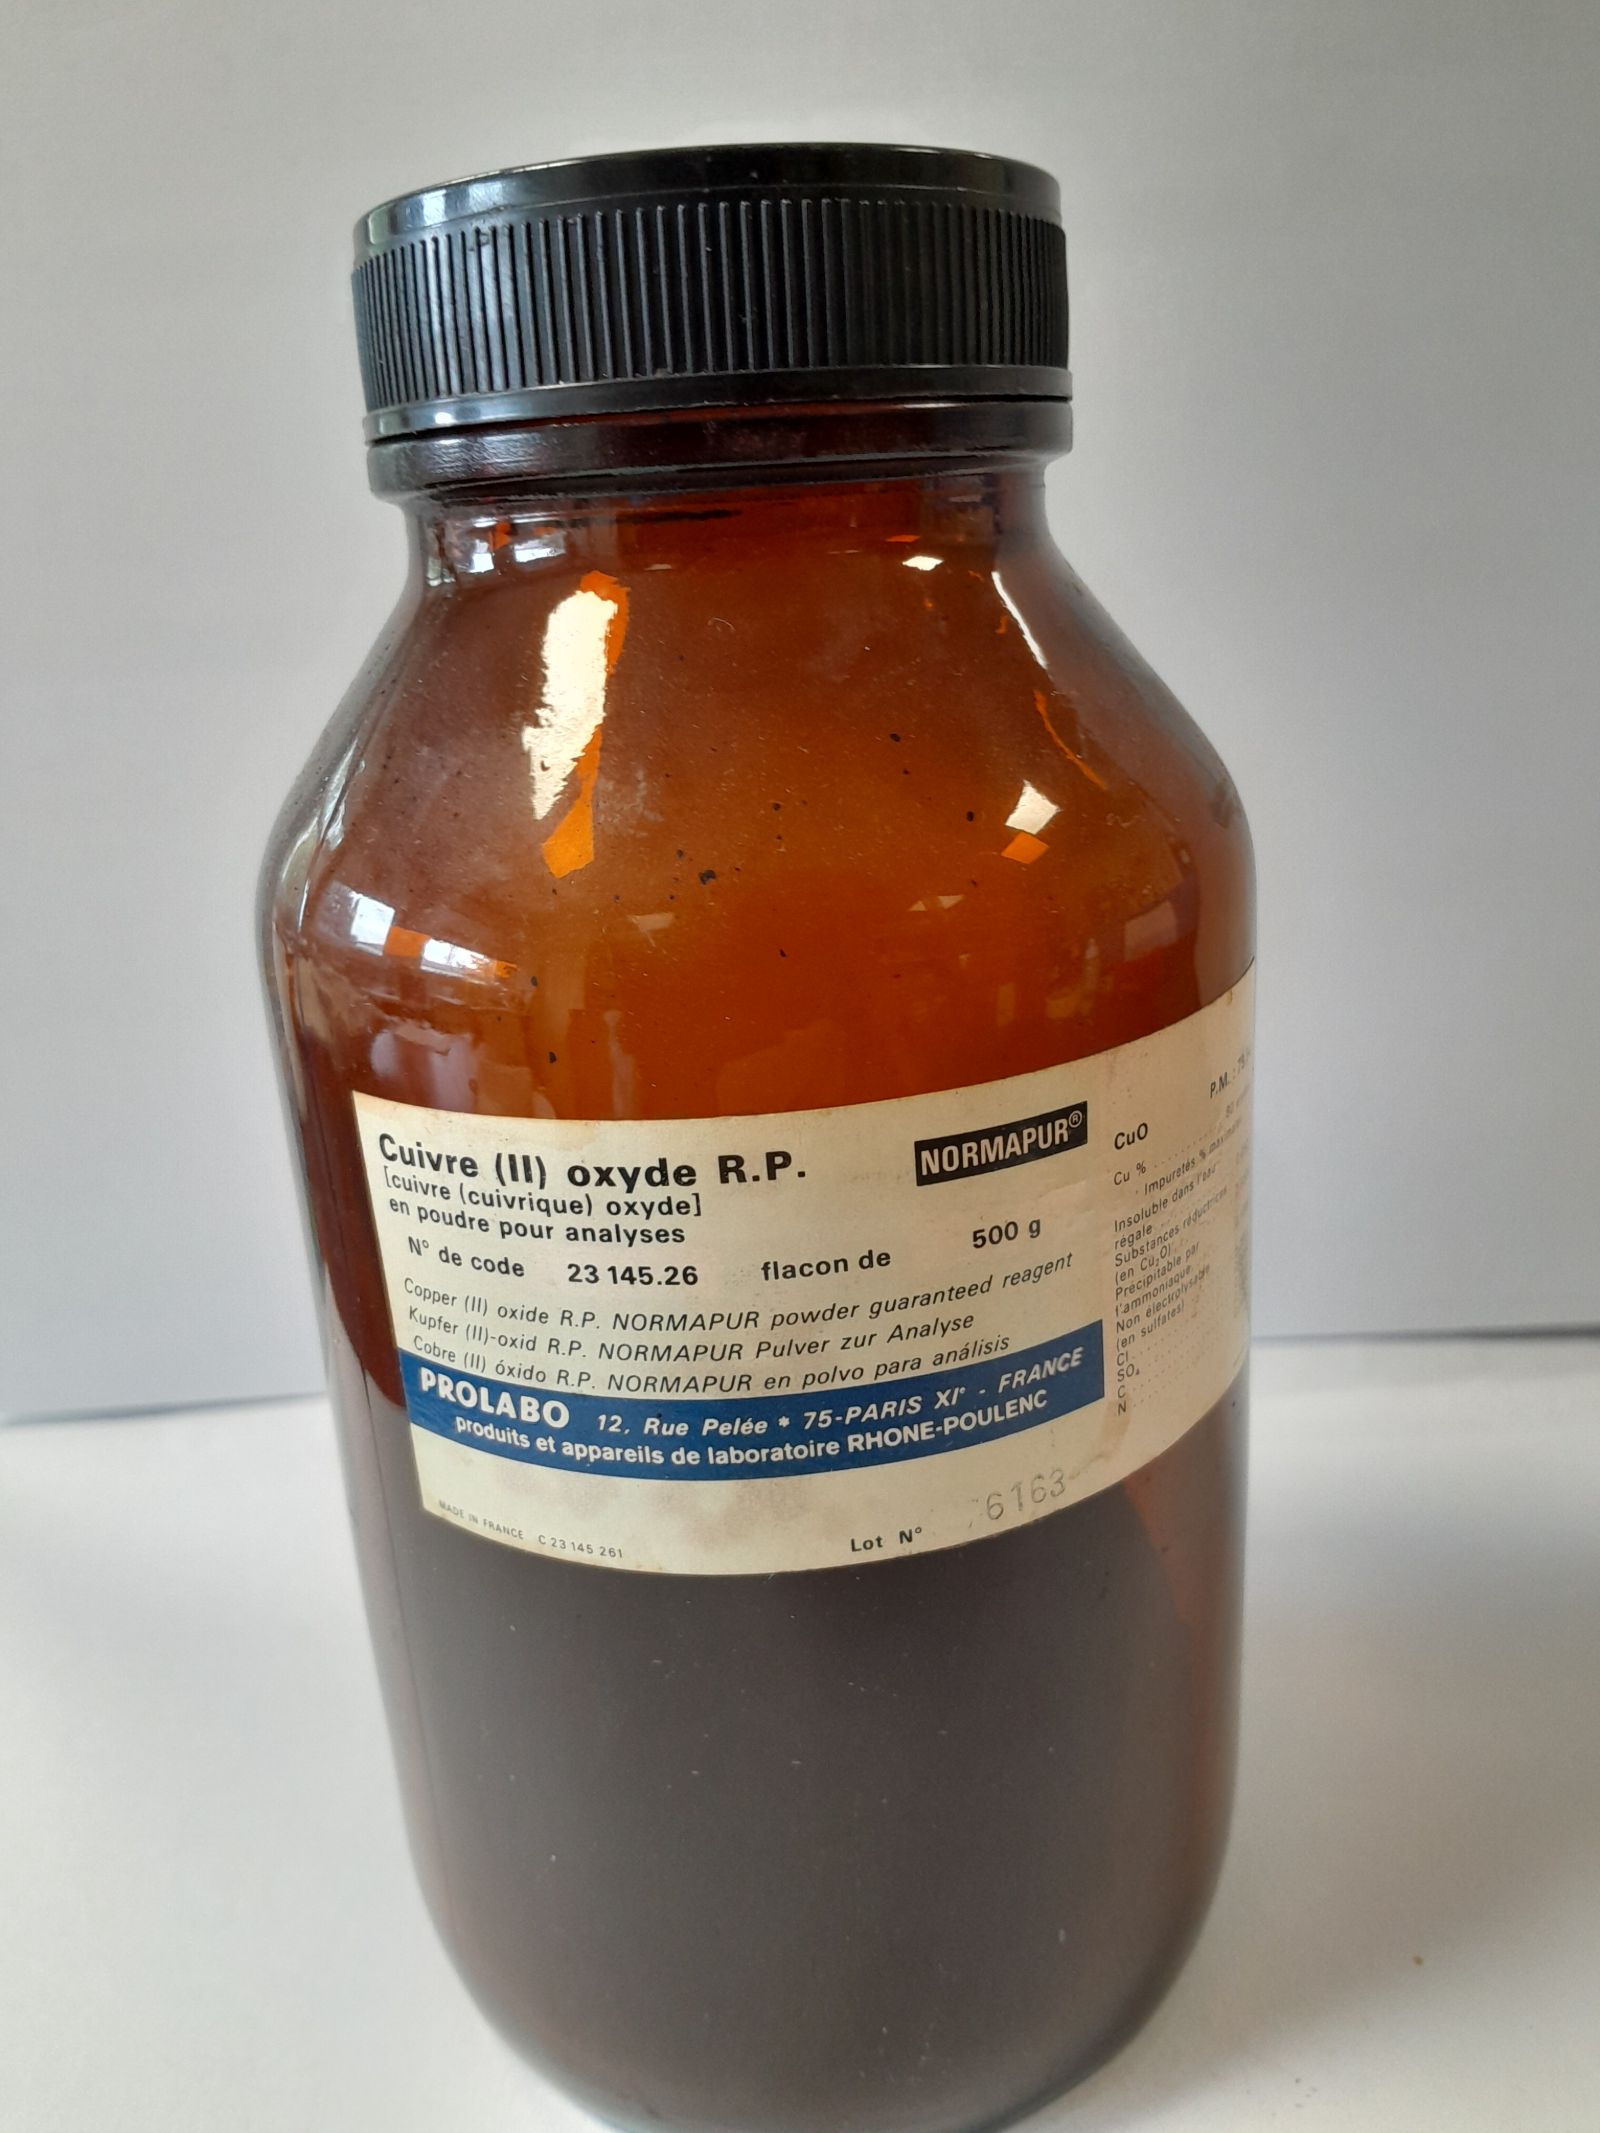 Cuivre (II) oxyde R.P.
[cuivre (cuivrique) oxyde]
en poudre pour analyses
NORMAPUR®
N° de code 23 145.26 flacon de 500 g
Copper (II) oxide R.P. NORMAPUR powder guaranteed reagent
Kupfer (II)-oxid R.P. NORMAPUR Pulver zur Analyse
Cobre (II) óxido R.P. NORMAPUR en polvo para análisis
PROLABO 12, Rue Pelée * 75-PARIS XI° - FRANCE
produits et appareils de laboratoire RHONE-POULENC
MADE IN FRANCE C 23 145 261
Lot N° 6163
P.M. :
CuO
Cu %
Impuretés % maxima
Insoluble dans l'eau
régale
Substances réductrices
(en Cu₂O)
Précipitable par
l'ammoniaque
Non électrolysable
(en sulfates)
Cl
SO₄
C
N